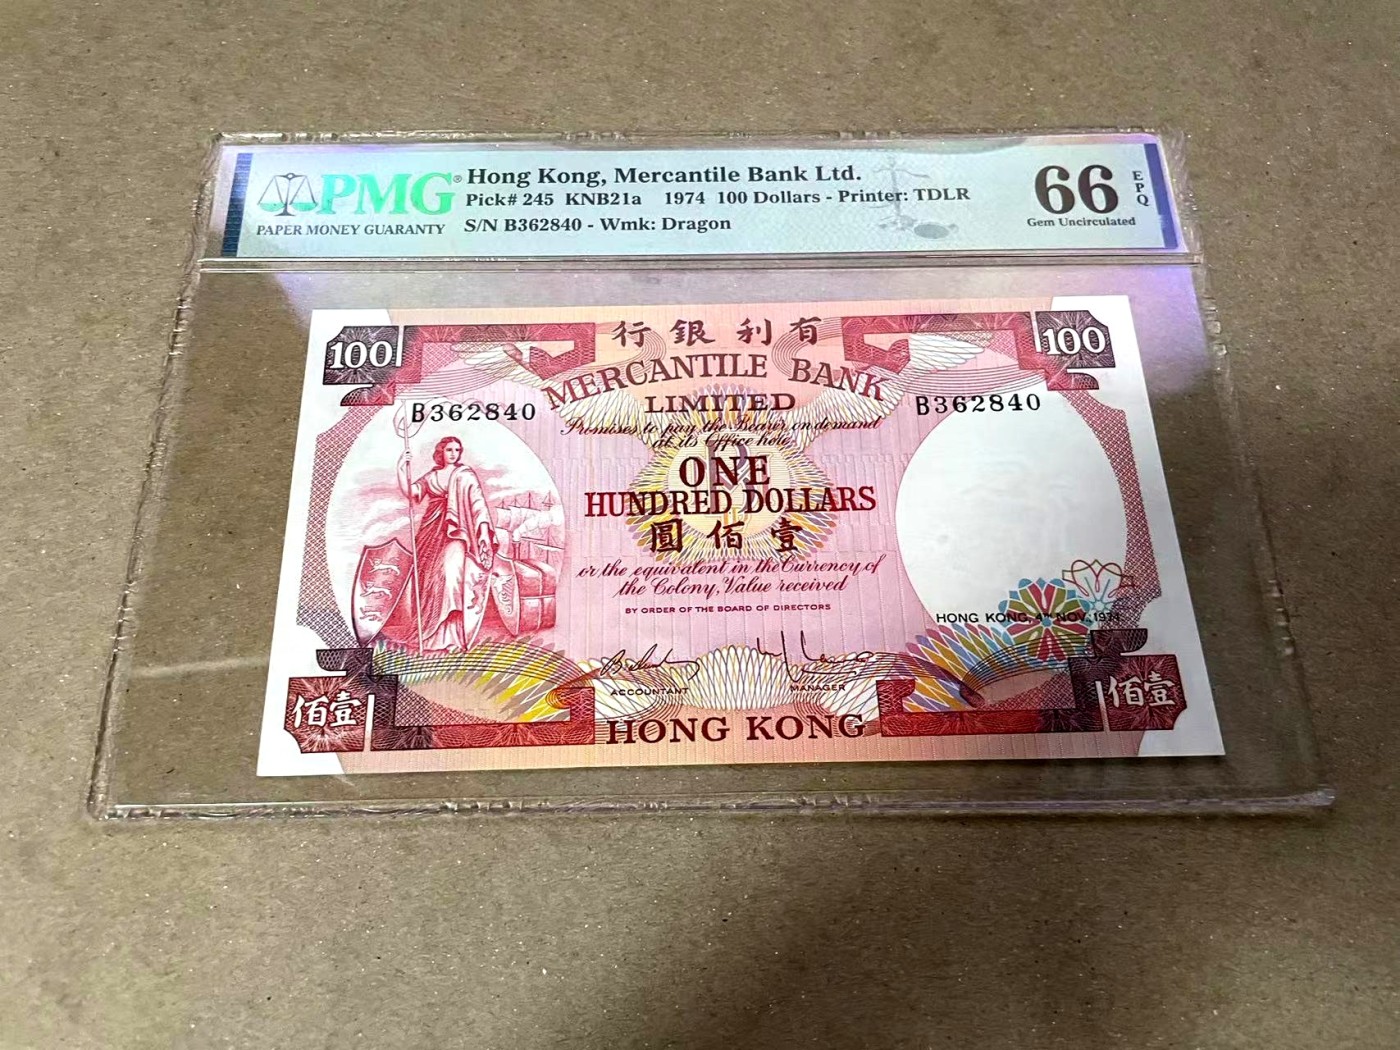 PMG®
PAPER MONEY GUARANTY
Hong Kong, Mercantile Bank Ltd.
Pick# 245 KNB21a 1974 100 Dollars - Printer: TDLR
S/N B362840 - Wmk: Dragon
66 EPQ
Gem Uncirculated
行銀利有
100
100
MERCANTILE BANK
LIMITED
B362840
B362840
Promises to pay the Bearer on demand
at its Office here
ONE
HUNDRED DOLLARS
圓佰壹
or the equivalent in the Currency of
the Colony, Value received
BY ORDER OF THE BOARD OF DIRECTORS
HONG KONG, 4TH NOV. 1974
ACCOUNTANT
MANAGER
佰壹
佰壹
HONG KONG